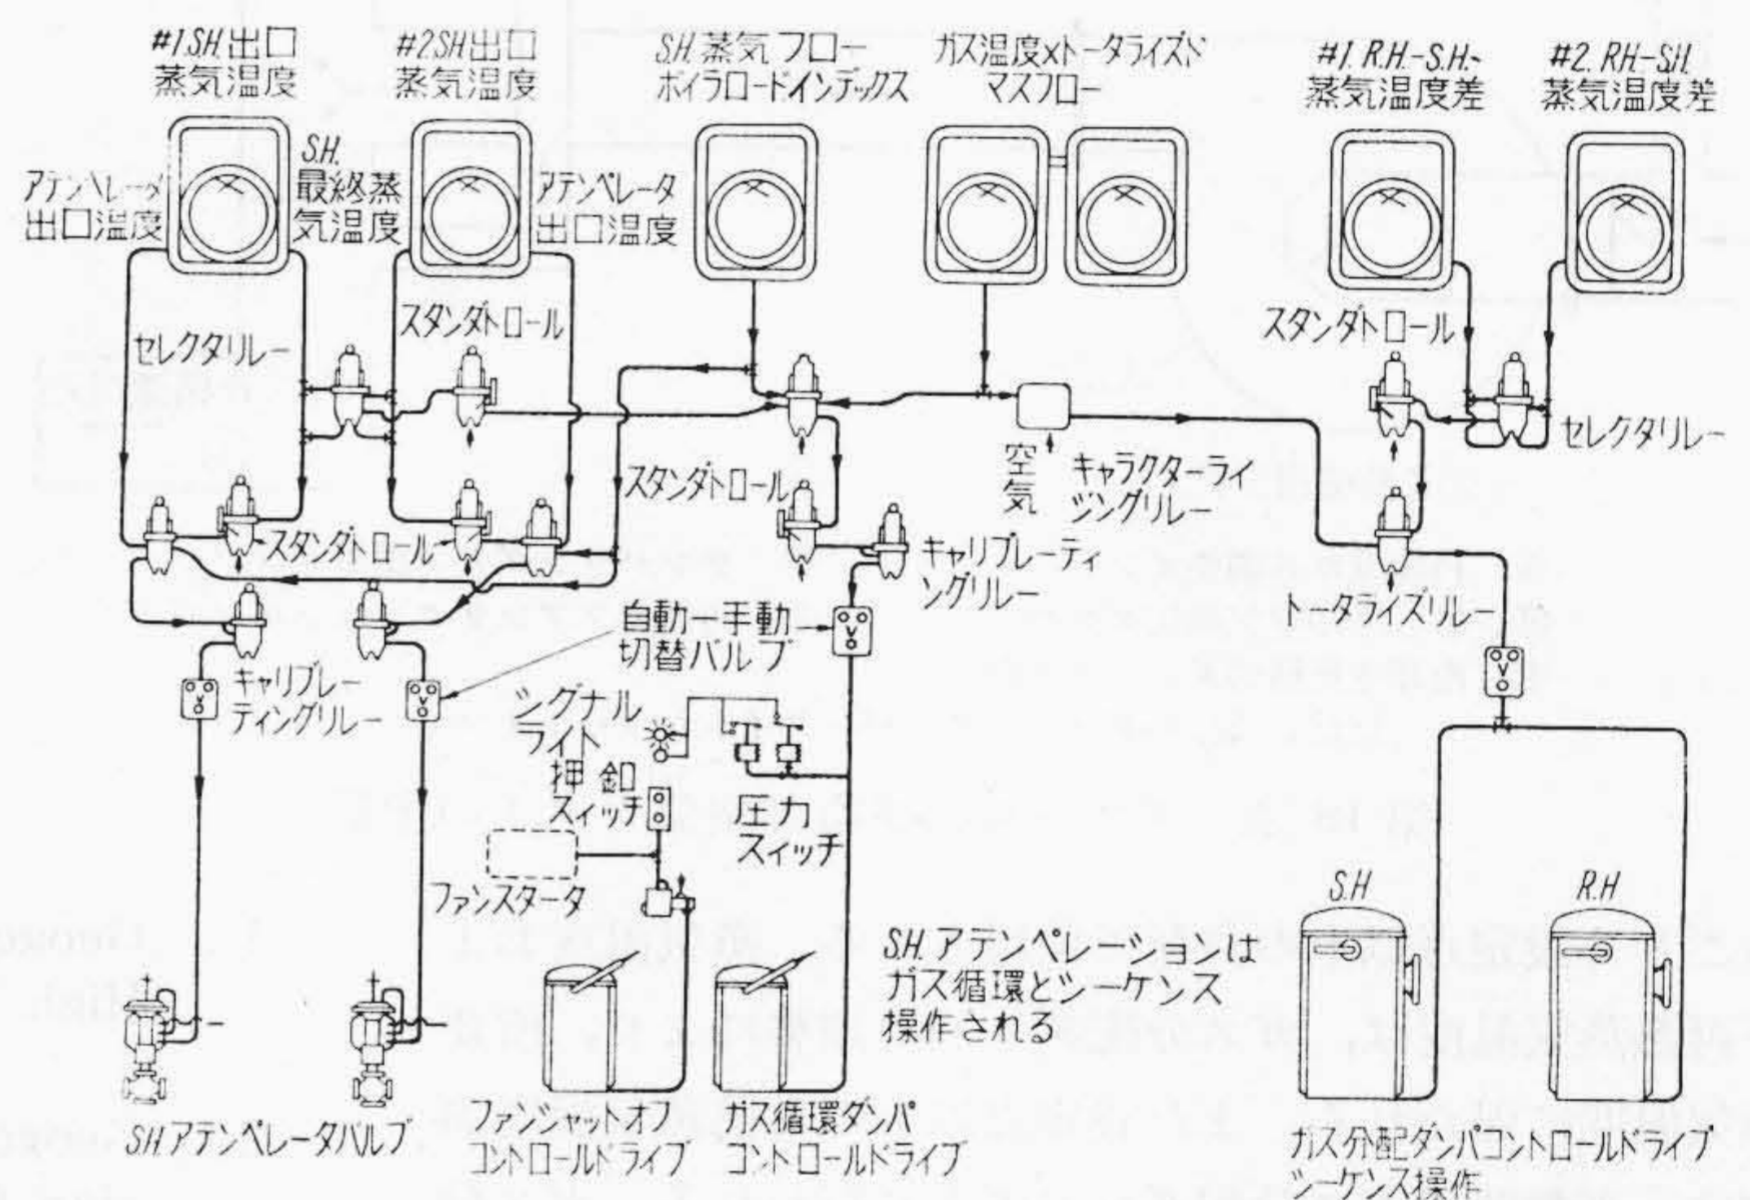 #1.S.H.出口
蒸気温度
#2.SH出口
蒸気温度
S.H.蒸気フロー
ボイラロードインデックス
ガス温度×トータライズド
マスフロー
#1. R.H.-S.H.-
蒸気温度差
#2. RH.-S.H.
蒸気温度差
アテンペレータ
出口温度
S.H.
最終蒸
気温度
アテンペレータ
出口温度
セレクタリレー
スタンダトロール
スタンダトロール
セレクタリレー
スタンダトロール
空
気
キャラクターライ
ジングリレー
スタンダトロール
キャリブレーティ
ングリレー
トータライズリレー
自動一手動
切替バルブ
キャリブレー
ティングリレー
V
V
V
V
シグナル
ライト
押釦
スイッチ
圧力
スイッチ
ファンスタータ
S.H
R.H
S.H.アテンペレーションは
ガス循環とシーケンス
操作される
S.H.アテンペレータバルブ
ファンシャットオフ
コントロールドライブ
ガス循環ダンパ
コントロールドライブ
ガス分配ダンパコントロールドライブ
シーケンス操作